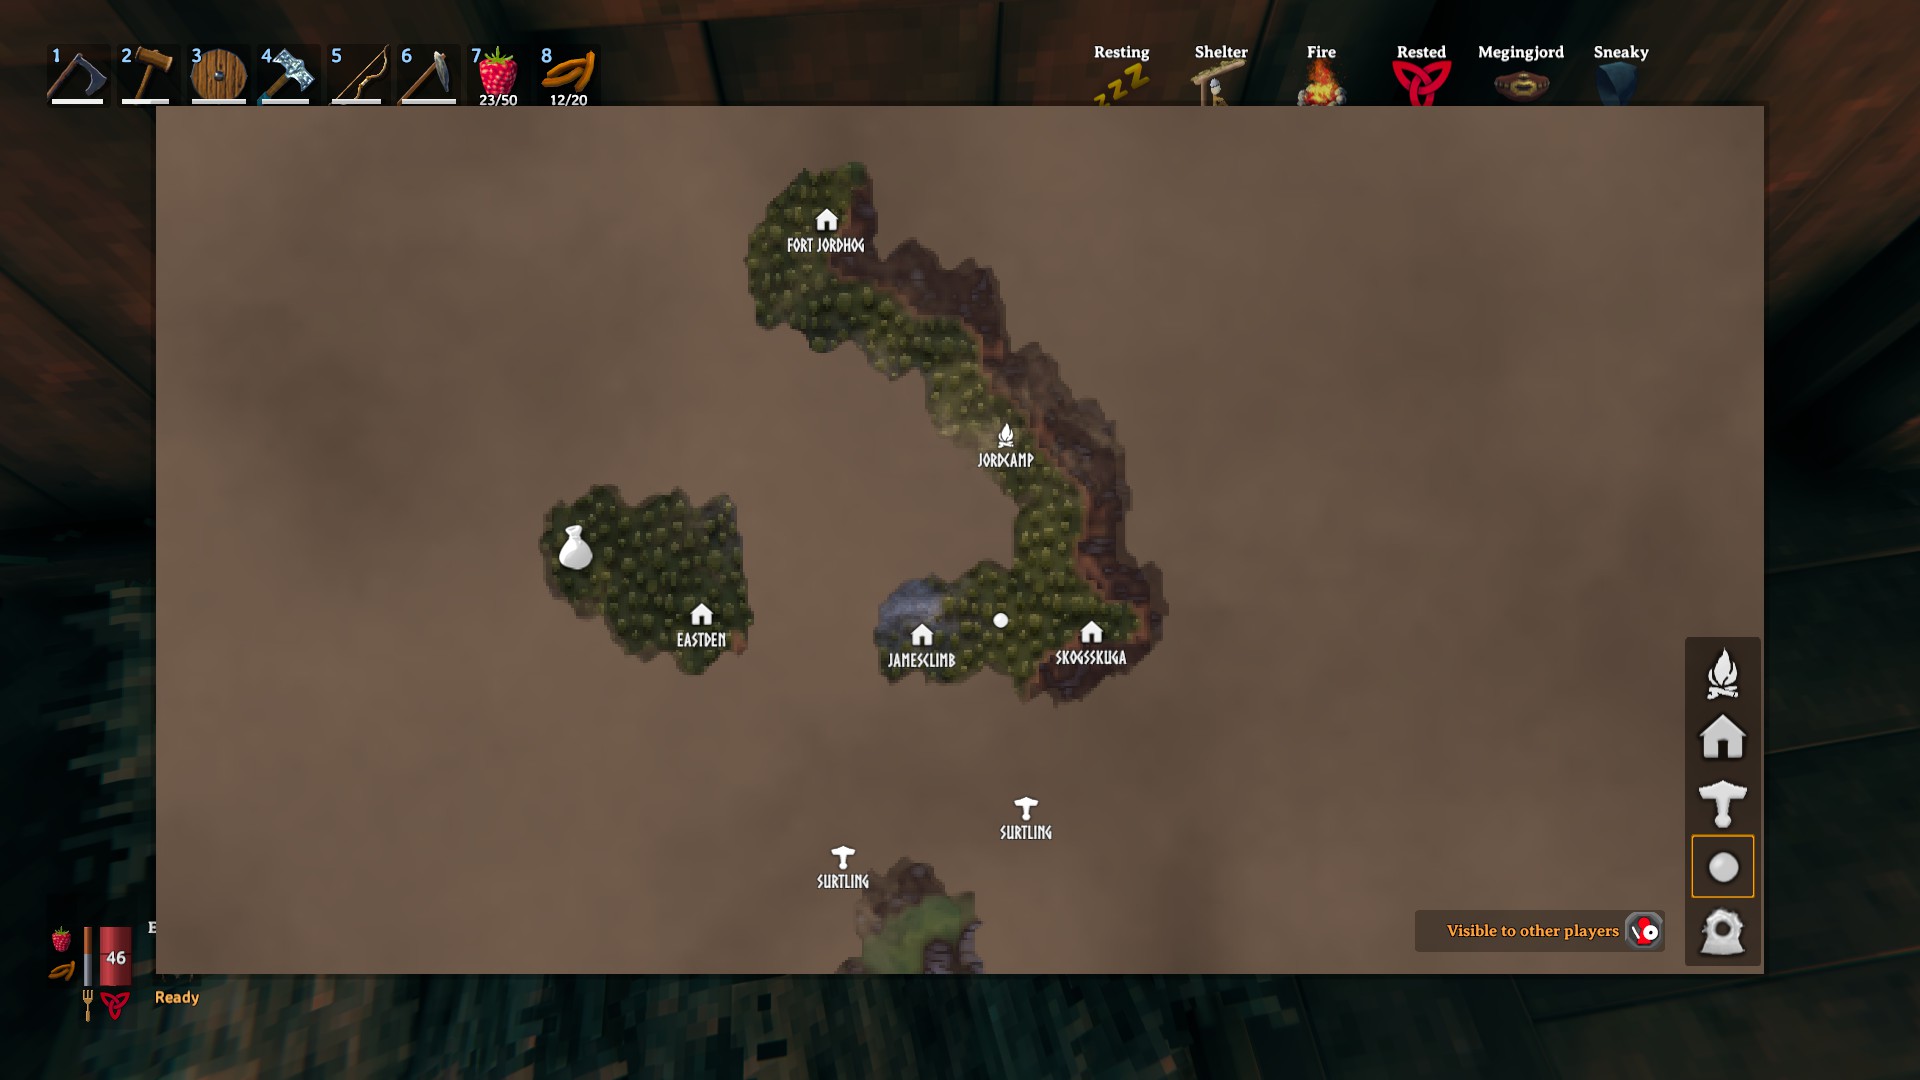 1 2 3 4 5 6 7 8
23/50 12/20
Resting Shelter Fire Rested Megingjord Sneaky
FORT JORDHOG
JORDCAMP
EASTDEN
JAMESCLIMB
SKOGSSKUGA
SURTLING
SURTLING
Visible to other players
46
Ready